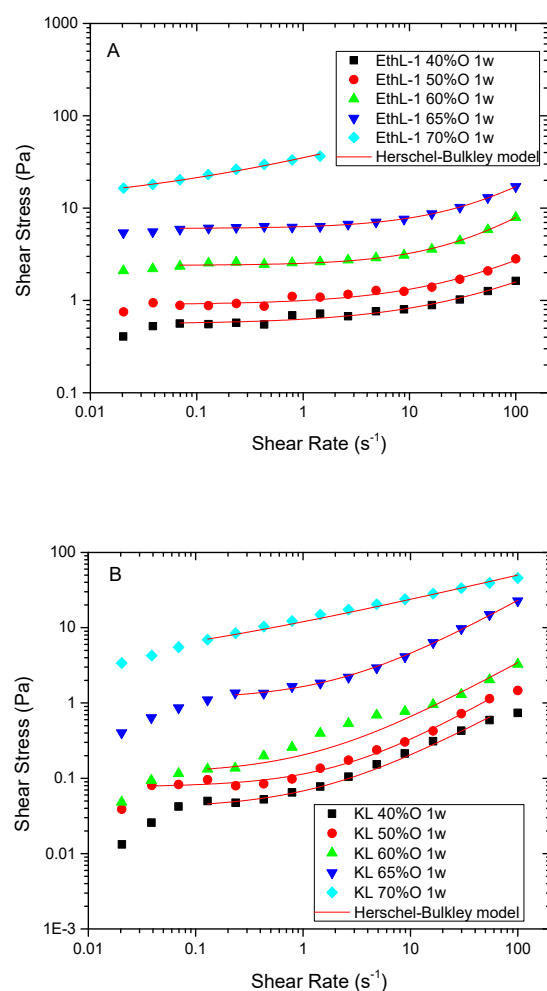 1000
A
EthL-1 40%O 1w
EthL-1 50%O 1w
EthL-1 60%O 1w
EthL-1 65%O 1w
EthL-1 70%O 1w
Herschel-Bulkley model
100
10
1
0.1
Shear Stress (Pa)
0.01 0.1 1 10 100
Shear Rate (s⁻¹)
100
B
10
1
0.1
0.01
1E-3
Shear Stress (Pa)
KL 40%O 1w
KL 50%O 1w
KL 60%O 1w
KL 65%O 1w
KL 70%O 1w
Herschel-Bulkley model
0.01 0.1 1 10 100
Shear Rate (s⁻¹)